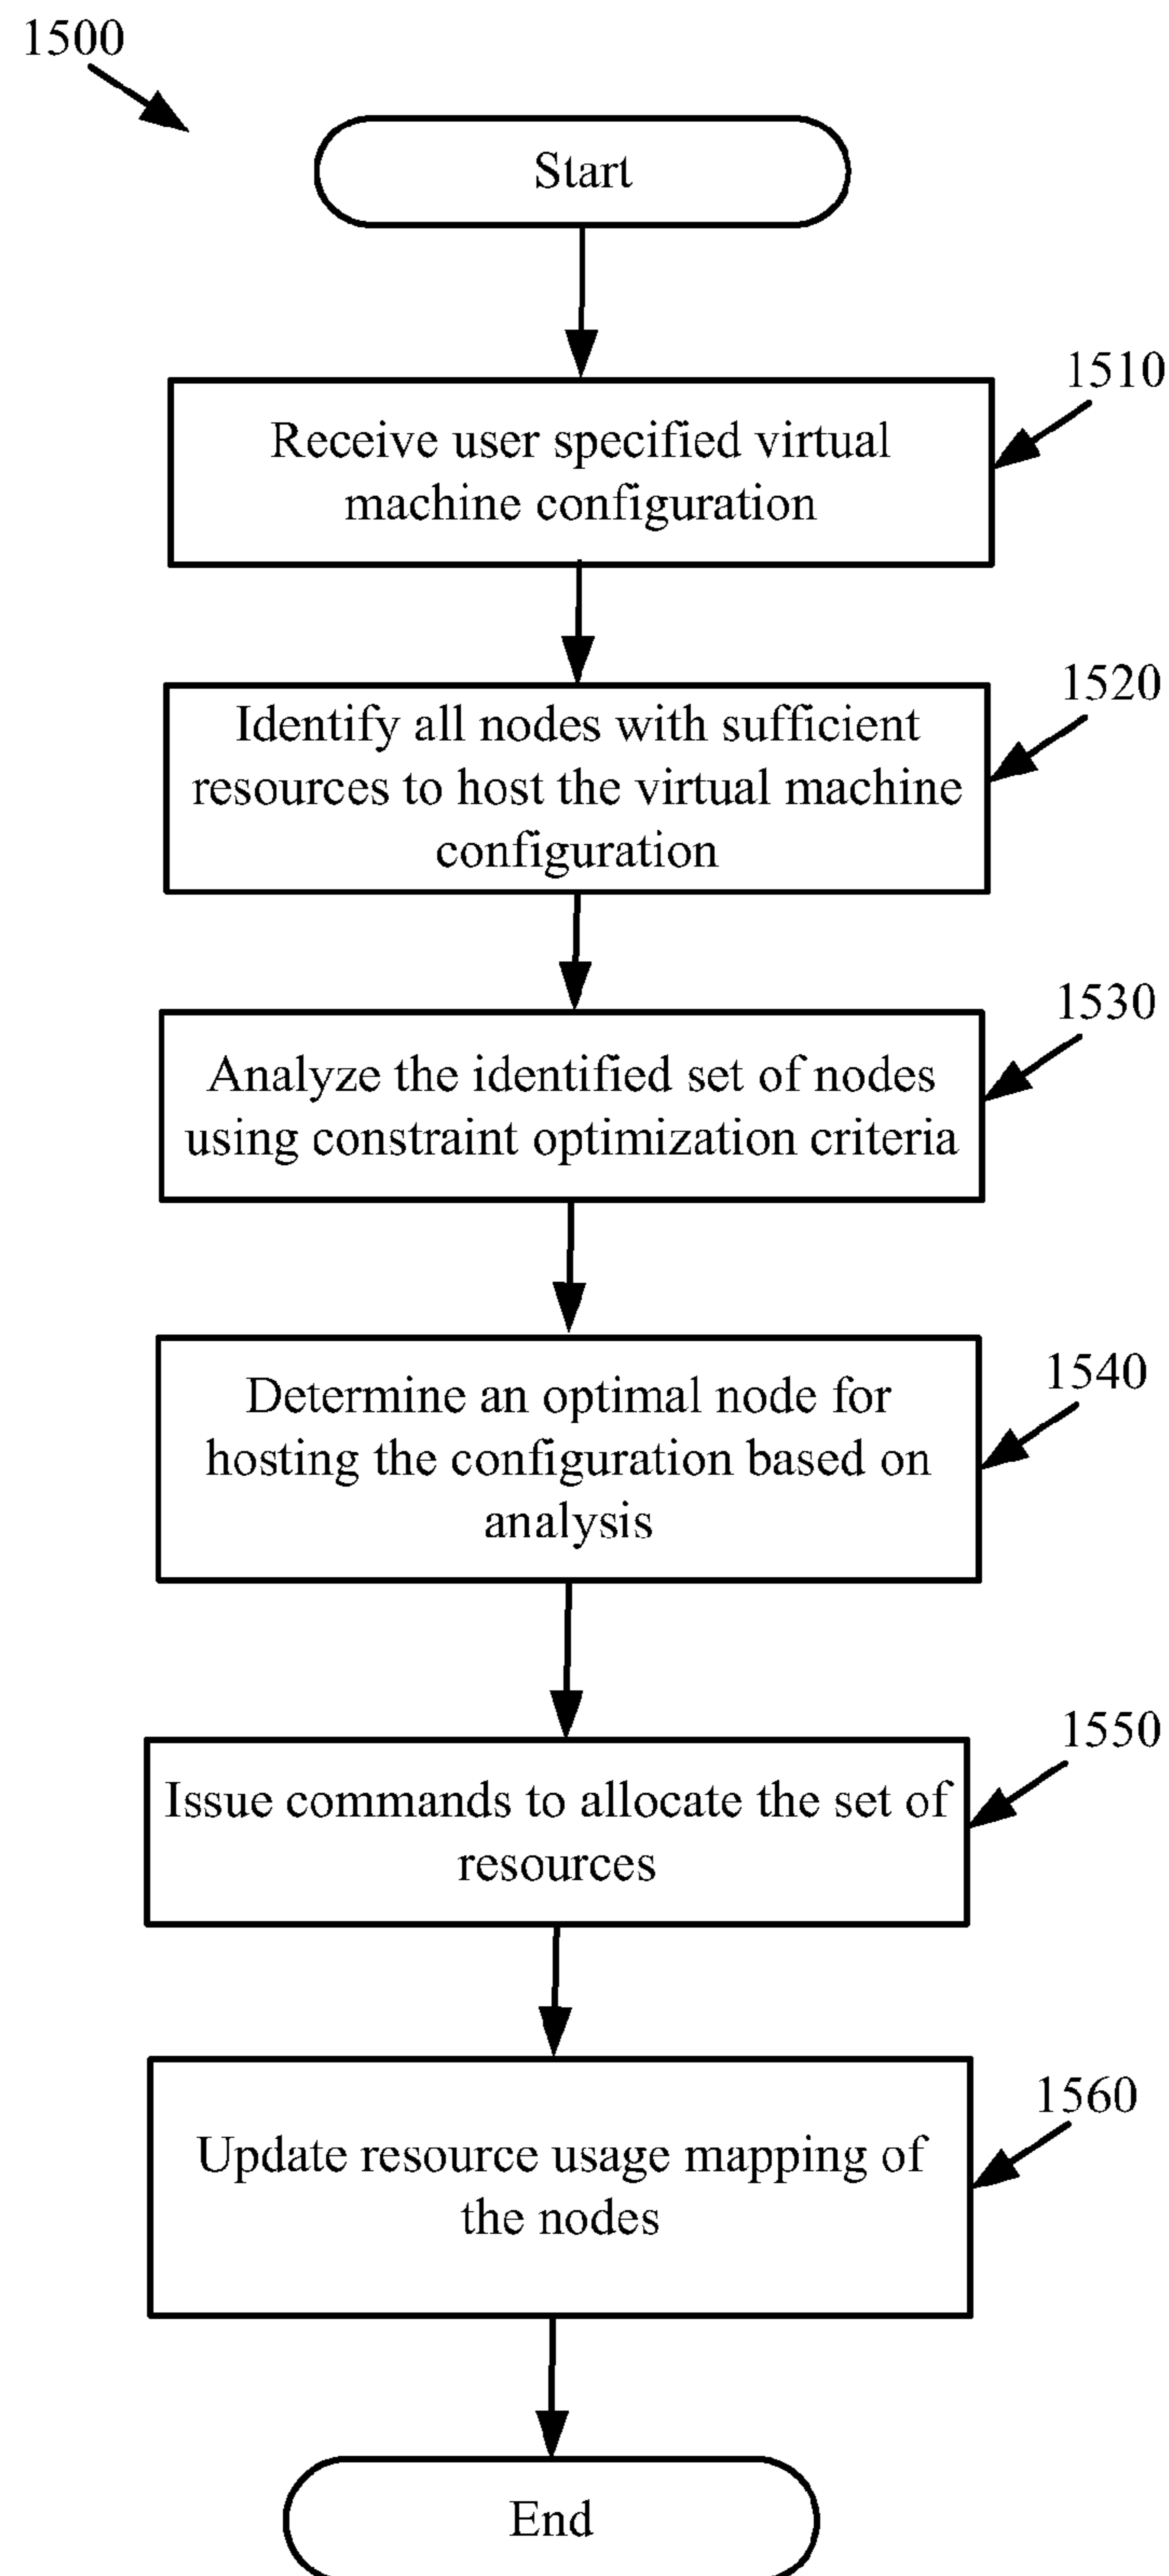 1500
Start
1510
Receive user specified virtual
machine configuration
1520
Identify all nodes with sufficient
resources to host the virtual machine
configuration
1530
Analyze the identified set of nodes
using constraint optimization criteria
1540
Determine an optimal node for
hosting the configuration based on
analysis
1550
Issue commands to allocate the set of
resources
1560
Update resource usage mapping of
the nodes
End